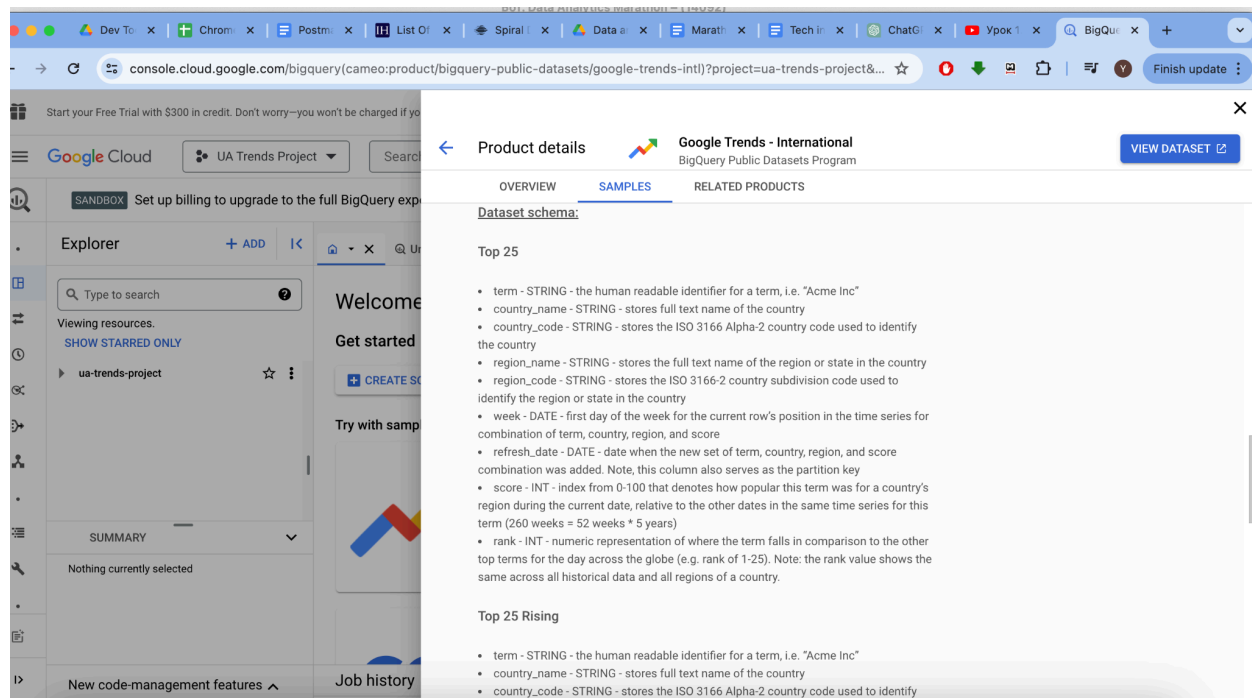 B01. Data Analytics Marathon – [14092]
Dev To
Chrom
Postm
List Of
Spiral
Data a
Marath
Tech in
ChatG
Урок 1
BigQu
console.cloud.google.com/bigquery(cameo:product/bigquery-public-datasets/google-trends-intl)?project=ua-trends-project&...
Y
Finish update
Start your Free Trial with $300 in credit. Don't worry—you won't be charged if yo
Google Cloud
UA Trends Project
Searc
SANDBOX Set up billing to upgrade to the full BigQuery expe
Explorer
+ ADD
Type to search
Viewing resources.
SHOW STARRED ONLY
ua-trends-project
SUMMARY
Nothing currently selected
New code-management features
Un
Welcome
Get started
CREATE SQ
Try with sampl
Job history
Product details
Google Trends - International
BigQuery Public Datasets Program
VIEW DATASET
OVERVIEW
SAMPLES
RELATED PRODUCTS
Dataset schema:
Top 25
• term - STRING - the human readable identifier for a term, i.e. “Acme Inc”
• country_name - STRING - stores full text name of the country
• country_code - STRING - stores the ISO 3166 Alpha-2 country code used to identify
the country
• region_name - STRING - stores the full text name of the region or state in the country
• region_code - STRING - stores the ISO 3166-2 country subdivision code used to
identify the region or state in the country
• week - DATE - first day of the week for the current row’s position in the time series for
combination of term, country, region, and score
• refresh_date - DATE - date when the new set of term, country, region, and score
combination was added. Note, this column also serves as the partition key
• score - INT - index from 0-100 that denotes how popular this term was for a country’s
region during the current date, relative to the other dates in the same time series for this
term (260 weeks = 52 weeks * 5 years)
• rank - INT - numeric representation of where the term falls in comparison to the other
top terms for the day across the globe (e.g. rank of 1-25). Note: the rank value shows the
same across all historical data and all regions of a country.
Top 25 Rising
• term - STRING - the human readable identifier for a term, i.e. “Acme Inc”
• country_name - STRING - stores full text name of the country
• country_code - STRING - stores the ISO 3166 Alpha-2 country code used to identify